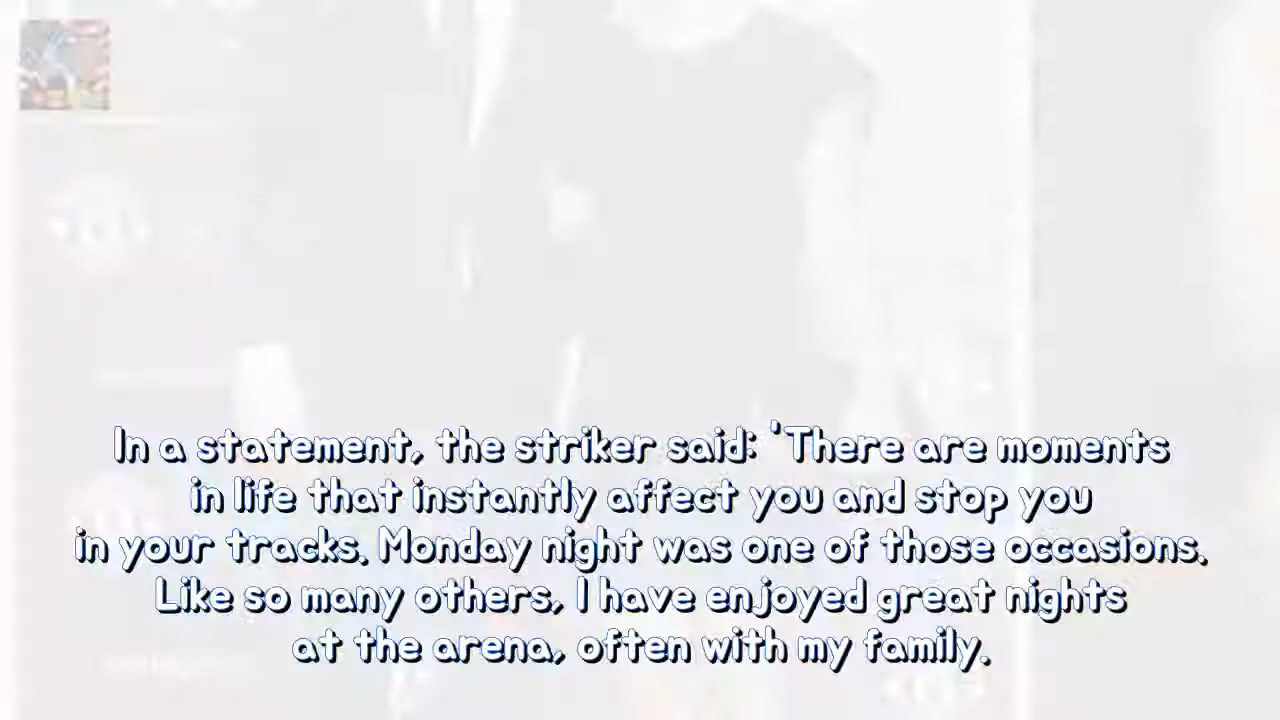 In a statement, the striker said: 'There are moments
in life that instantly affect you and stop you
in your tracks. Monday night was one of those occasions.
Like so many others, I have enjoyed great nights
at the arena, often with my family.